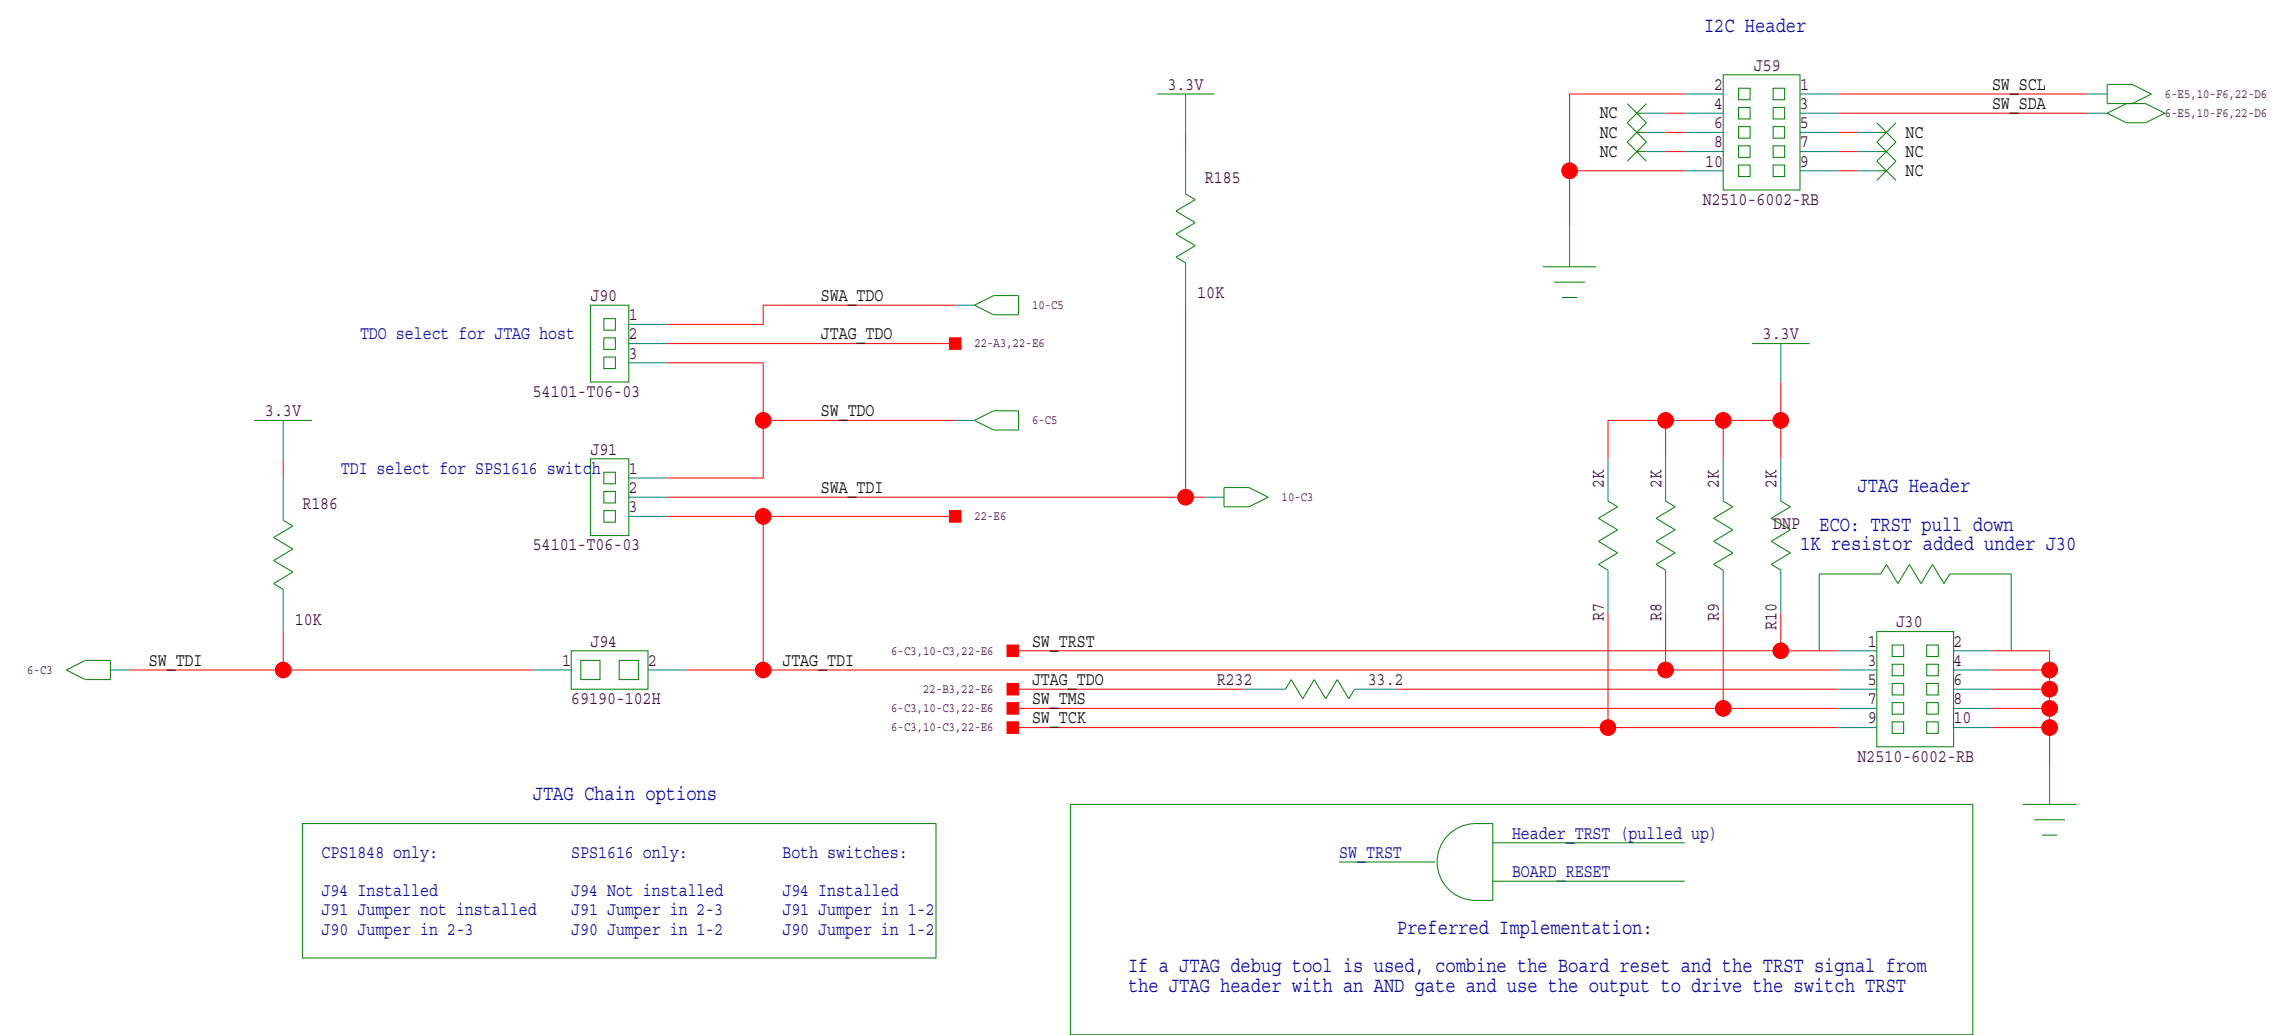 I2C Header
J59
2 1 SW_SCL 6-E5,10-F6,22-D6
NC 4 3 SW_SDA 6-E5,10-F6,22-D6
NC 6 5 NC
NC 8 7 NC
10 9 NC
N2510-6002-RB
3.3V
R185
10K
J90
TDO select for JTAG host
1 SWA_TDO 10-C5
2 JTAG_TDO 22-A3,22-E6
3
54101-T06-03
SW_TDO 6-C5
J91
TDI select for SPS1616 switch
1
2 SWA_TDI 10-C3
3 22-E6
54101-T06-03
3.3V
R186
10K
6-C3 SW_TDI
J94
1 2
69190-102H
JTAG_TDI
3.3V
2K 2K 2K 2K
DNP
R7 R8 R9 R10
JTAG Header
ECO: TRST pull down
1K resistor added under J30
J30
6-C3,10-C3,22-E6 SW_TRST 1 2
3 4
22-B3,22-E6 JTAG_TDO R232 33.2 5 6
6-C3,10-C3,22-E6 SW_TMS 7 8
6-C3,10-C3,22-E6 SW_TCK 9 10
N2510-6002-RB
JTAG Chain options
CPS1848 only: SPS1616 only: Both switches:
J94 Installed J94 Not installed J94 Installed
J91 Jumper not installed J91 Jumper in 2-3 J91 Jumper in 1-2
J90 Jumper in 2-3 J90 Jumper in 1-2 J90 Jumper in 1-2
Header_TRST (pulled up)
SW_TRST
BOARD_RESET
Preferred Implementation:
If a JTAG debug tool is used, combine the Board reset and the TRST signal from
the JTAG header with an AND gate and use the output to drive the switch TRST